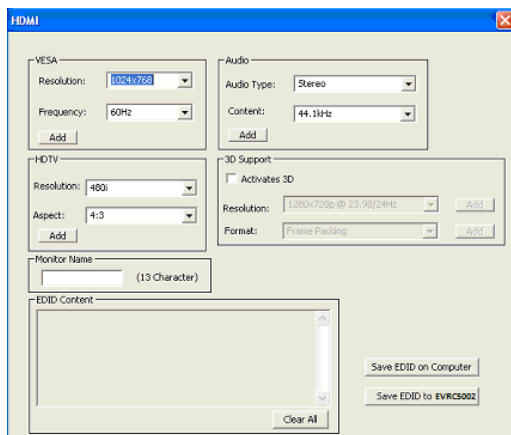 HDMI
VESA
Resolution: 1024x768
Frequency: 60Hz
Add
Audio
Audio Type: Stereo
Content: 44.1kHz
Add
HDTV
Resolution: 480i
Aspect: 4:3
Add
3D Support
Activates 3D
Resolution: 1280x720p @ 23.98/24Hz Add
Format: Frame Packing Add
Monitor Name
(13 Character)
EDID Content
Clear All
Save EDID on Computer
Save EDID to EVRC5002